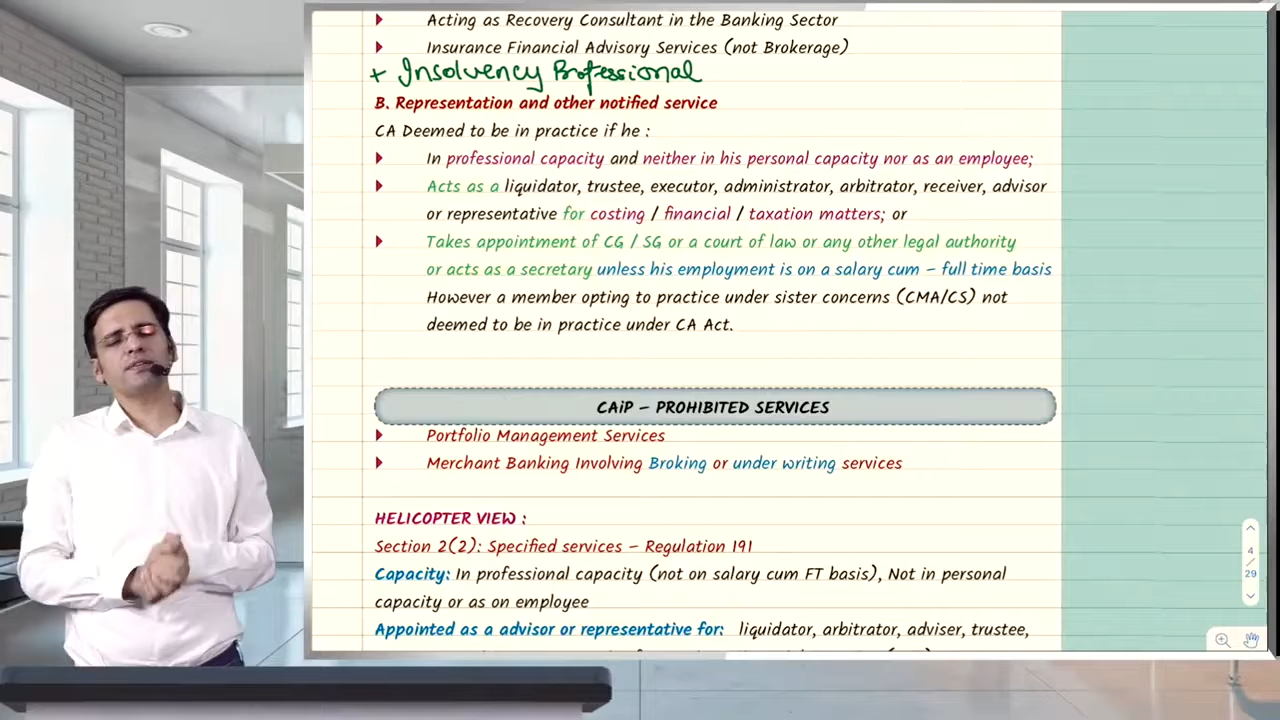 Acting as Recovery Consultant in the Banking Sector
Insurance Financial Advisory Services (not Brokerage)
+ Insolvency Professional
B. Representation and other notified service
CA Deemed to be in practice if he :
In professional capacity and neither in his personal capacity nor as an employee;
Acts as a liquidator, trustee, executor, administrator, arbitrator, receiver, advisor
or representative for costing / financial / taxation matters; or
Takes appointment of CG / SG or a court of law or any other legal authority
or acts as a secretary unless his employment is on a salary cum – full time basis
However a member opting to practice under sister concerns (CMA/CS) not
deemed to be in practice under CA Act.
CAiP – PROHIBITED SERVICES
Portfolio Management Services
Merchant Banking Involving Broking or under writing services
HELICOPTER VIEW :
Section 2(2): Specified services – Regulation 191
Capacity: In professional capacity (not on salary cum FT basis), Not in personal
capacity or as on employee
Appointed as a advisor or representative for: liquidator, arbitrator, adviser, trustee,
4
/
29